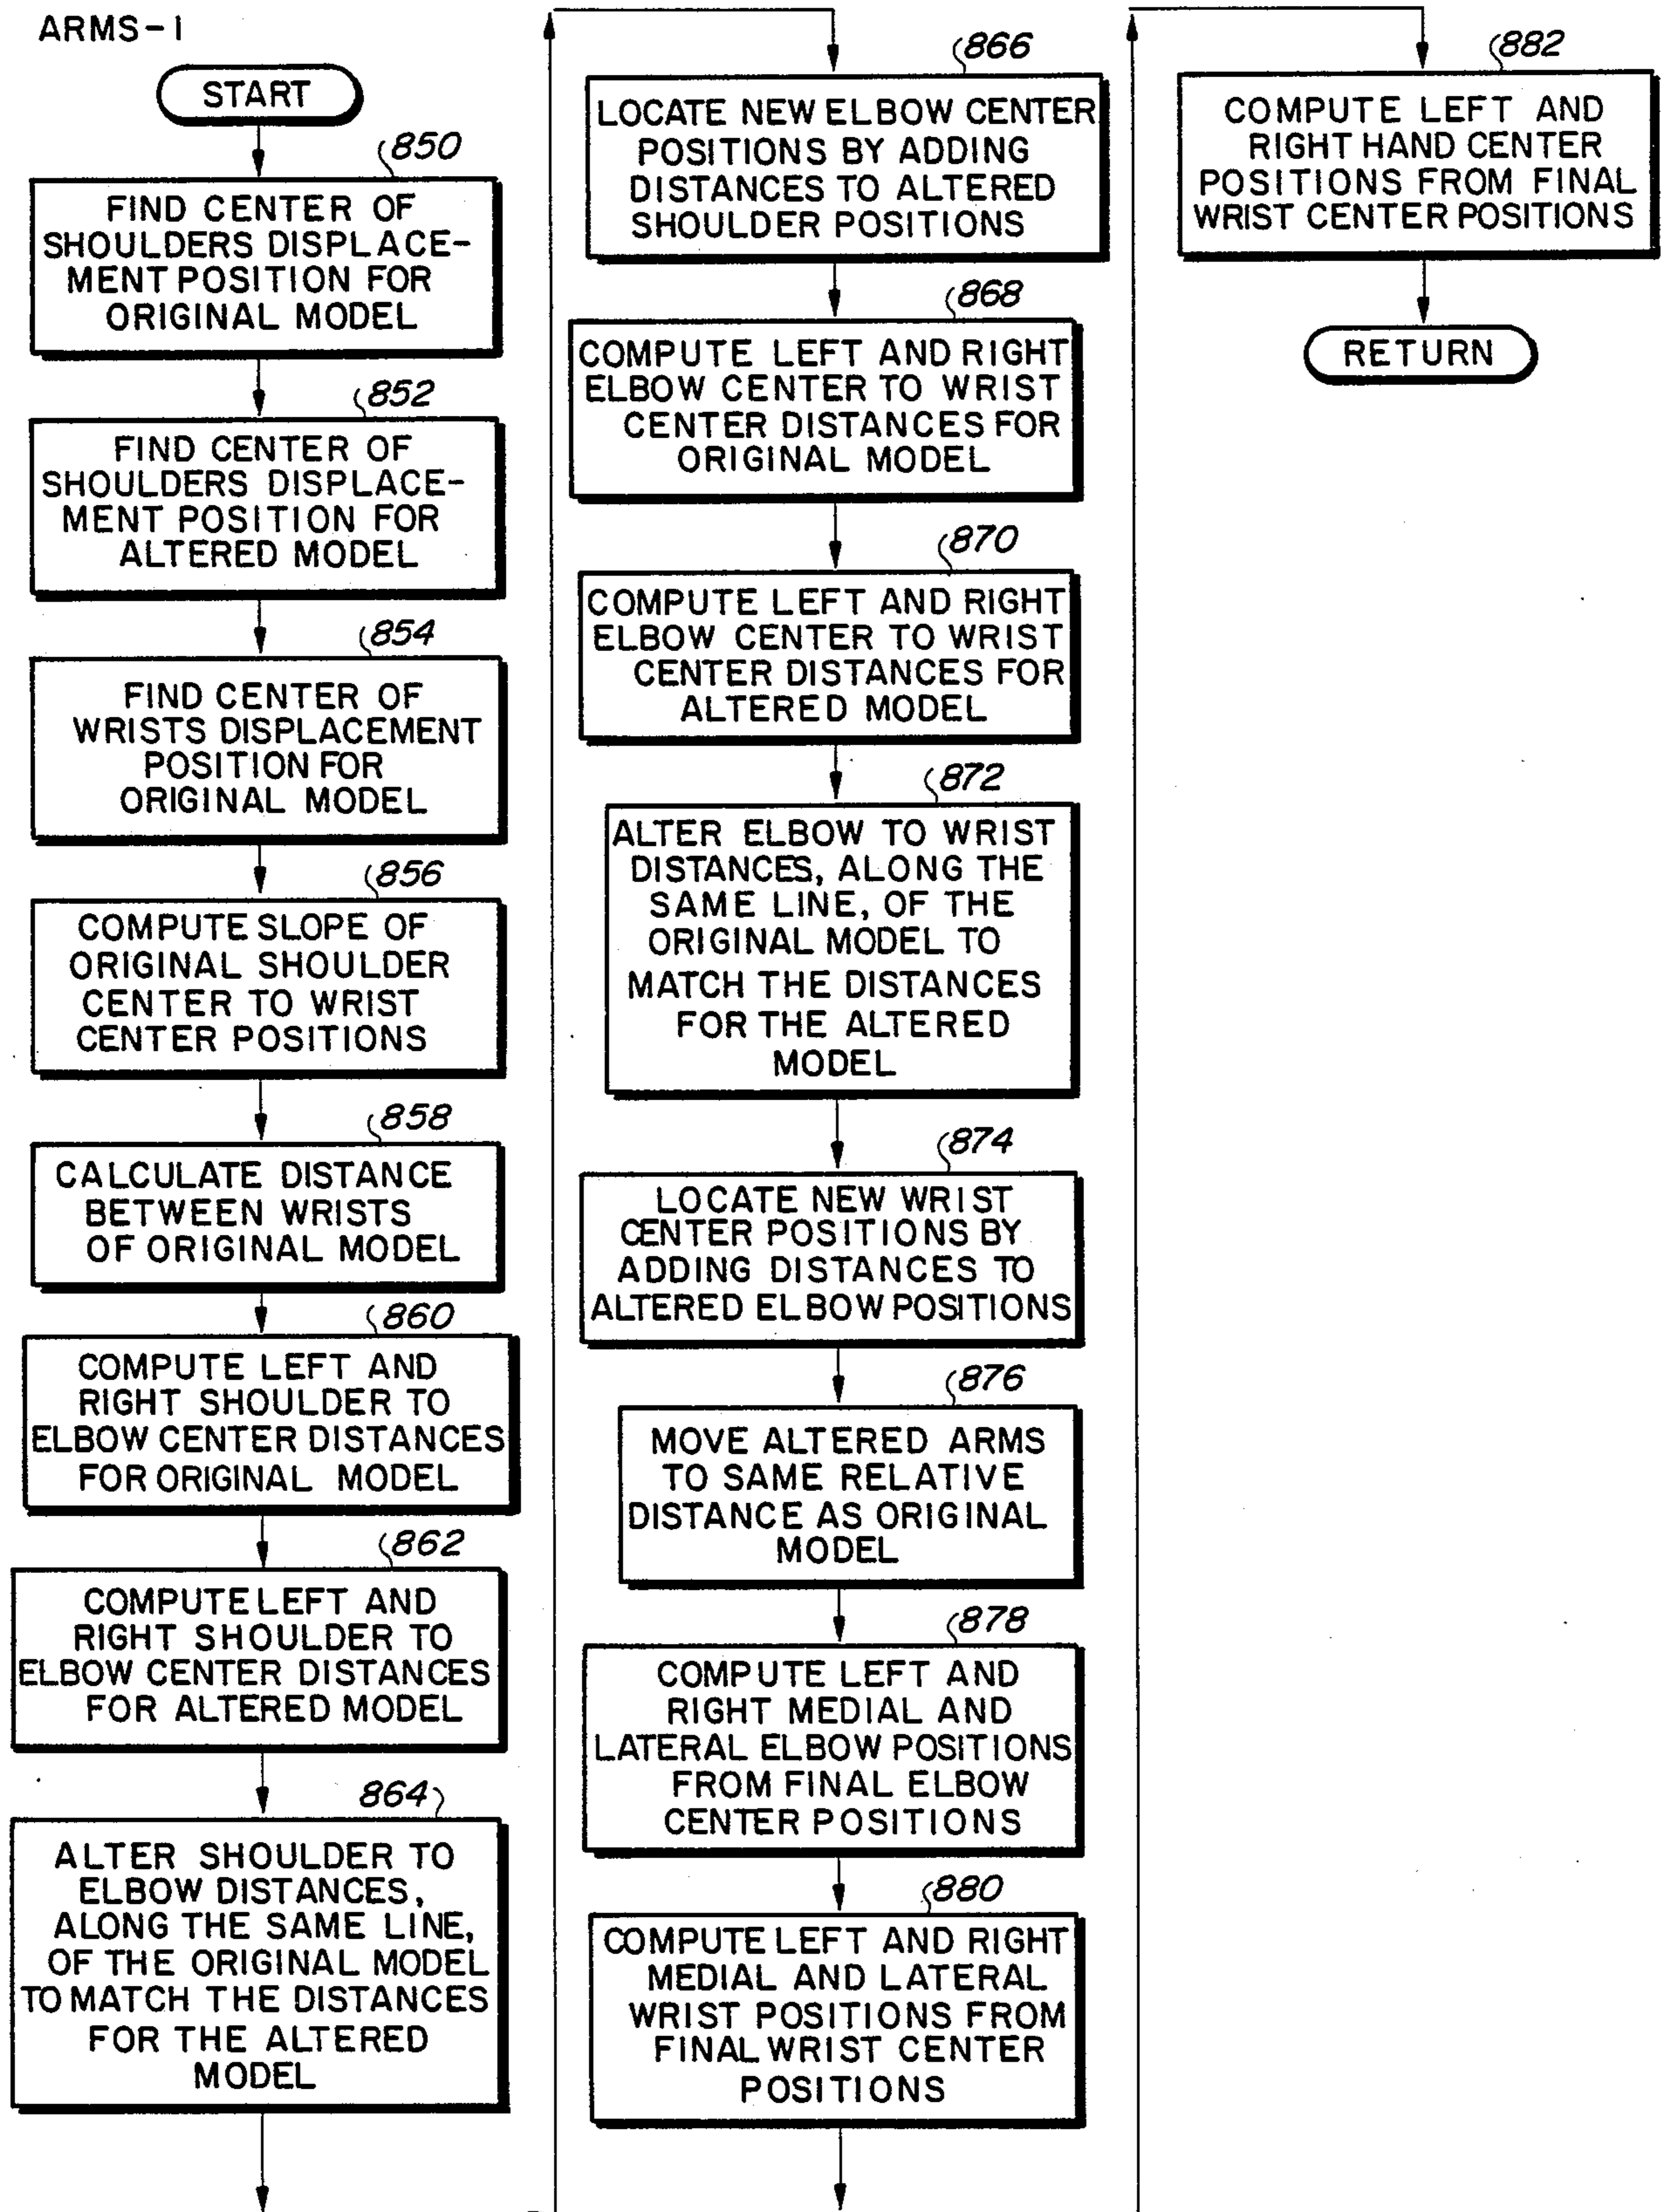 ARMS-1
START
850
FIND CENTER OF
SHOULDERS DISPLACE-
MENT POSITION FOR
ORIGINAL MODEL
852
FIND CENTER OF
SHOULDERS DISPLACE-
MENT POSITION FOR
ALTERED MODEL
854
FIND CENTER OF
WRISTS DISPLACEMENT
POSITION FOR
ORIGINAL MODEL
856
COMPUTE SLOPE OF
ORIGINAL SHOULDER
CENTER TO WRIST
CENTER POSITIONS
858
CALCULATE DISTANCE
BETWEEN WRISTS
OF ORIGINAL MODEL
860
COMPUTE LEFT AND
RIGHT SHOULDER TO
ELBOW CENTER DISTANCES
FOR ORIGINAL MODEL
862
COMPUTE LEFT AND
RIGHT SHOULDER TO
ELBOW CENTER DISTANCES
FOR ALTERED MODEL
864
ALTER SHOULDER TO
ELBOW DISTANCES,
ALONG THE SAME LINE,
OF THE ORIGINAL MODEL
TO MATCH THE DISTANCES
FOR THE ALTERED
MODEL
866
LOCATE NEW ELBOW CENTER
POSITIONS BY ADDING
DISTANCES TO ALTERED
SHOULDER POSITIONS
868
COMPUTE LEFT AND RIGHT
ELBOW CENTER TO WRIST
CENTER DISTANCES FOR
ORIGINAL MODEL
870
COMPUTE LEFT AND RIGHT
ELBOW CENTER TO WRIST
CENTER DISTANCES FOR
ALTERED MODEL
872
ALTER ELBOW TO WRIST
DISTANCES, ALONG THE
SAME LINE, OF THE
ORIGINAL MODEL TO
MATCH THE DISTANCES
FOR THE ALTERED
MODEL
874
LOCATE NEW WRIST
CENTER POSITIONS BY
ADDING DISTANCES TO
ALTERED ELBOW POSITIONS
876
MOVE ALTERED ARMS
TO SAME RELATIVE
DISTANCE AS ORIGINAL
MODEL
878
COMPUTE LEFT AND
RIGHT MEDIAL AND
LATERAL ELBOW POSITIONS
FROM FINAL ELBOW
CENTER POSITIONS
880
COMPUTE LEFT AND RIGHT
MEDIAL AND LATERAL
WRIST POSITIONS FROM
FINAL WRIST CENTER
POSITIONS
882
COMPUTE LEFT AND
RIGHT HAND CENTER
POSITIONS FROM FINAL
WRIST CENTER POSITIONS
RETURN